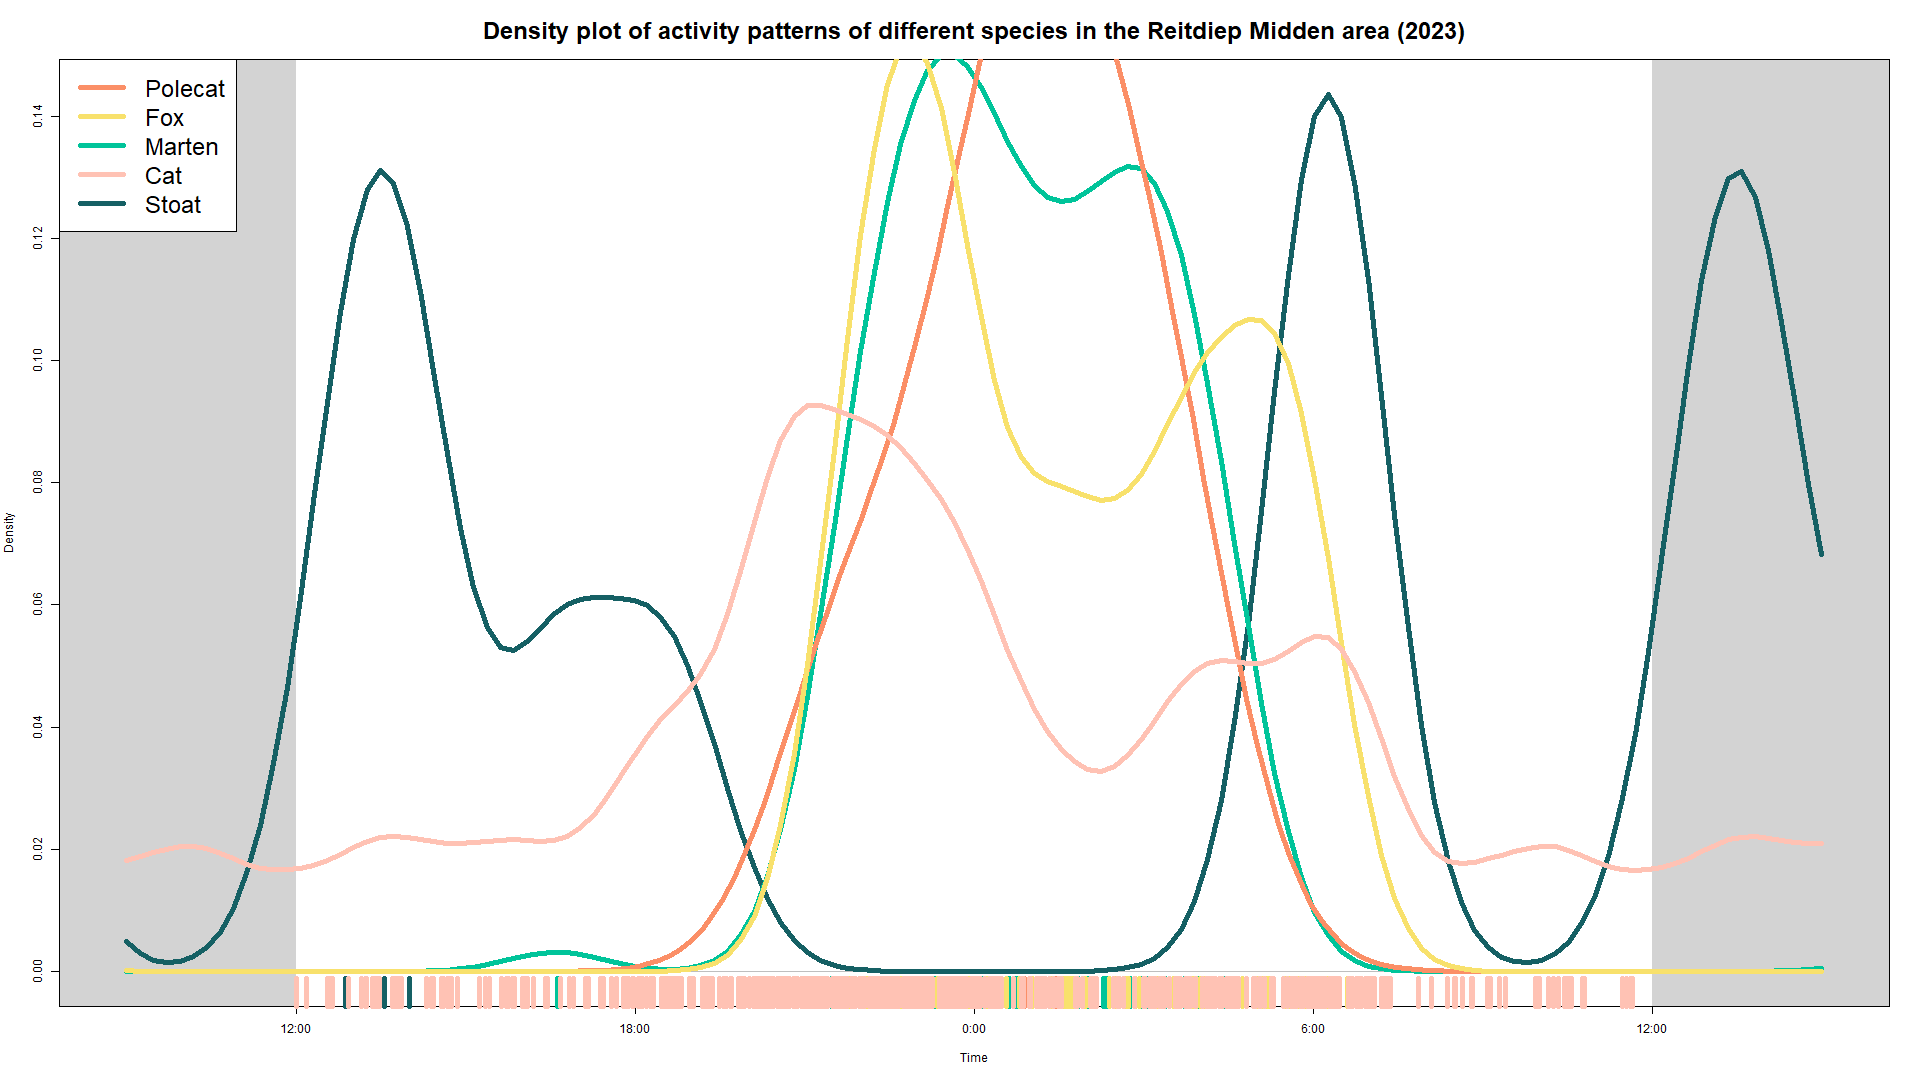 Density plot of activity patterns of different species in the Reitdiep Midden area (2023)
Polecat
Fox
Marten
Cat
Stoat
0.14
0.12
0.10
0.08
0.06
0.04
0.02
0.00
Density
12:00 18:00 0:00 6:00 12:00
Time